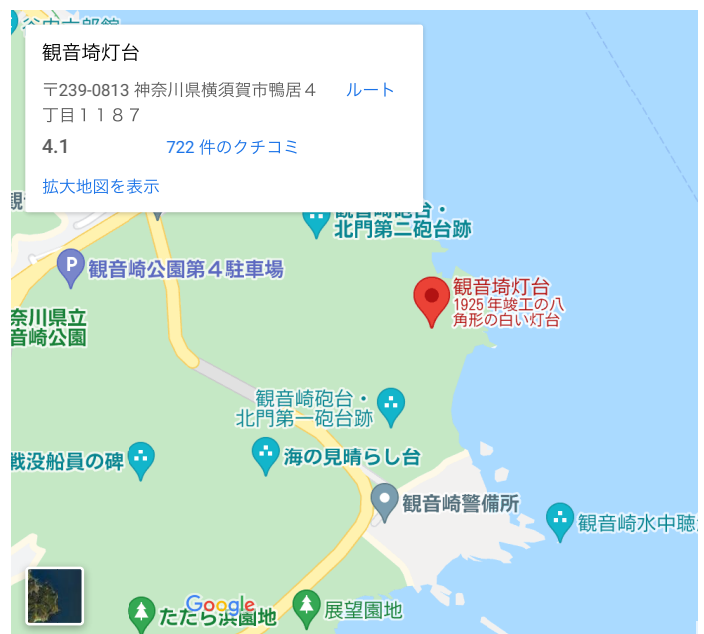 観音埼灯台
〒239-0813 神奈川県横須賀市鴨居４
丁目１１８７
ルート
4.1
722 件のクチコミ
拡大地図を表示
観音崎砲台・
北門第二砲台跡
観音崎公園第４駐車場
奈川県立
音崎公園
観音埼灯台
1925 年竣工の八
角形の白い灯台
観音崎砲台・
北門第一砲台跡
戦没船員の碑
海の見晴らし台
観音崎警備所
観音崎水中聴
たたら浜園地
Google
展望園地
P